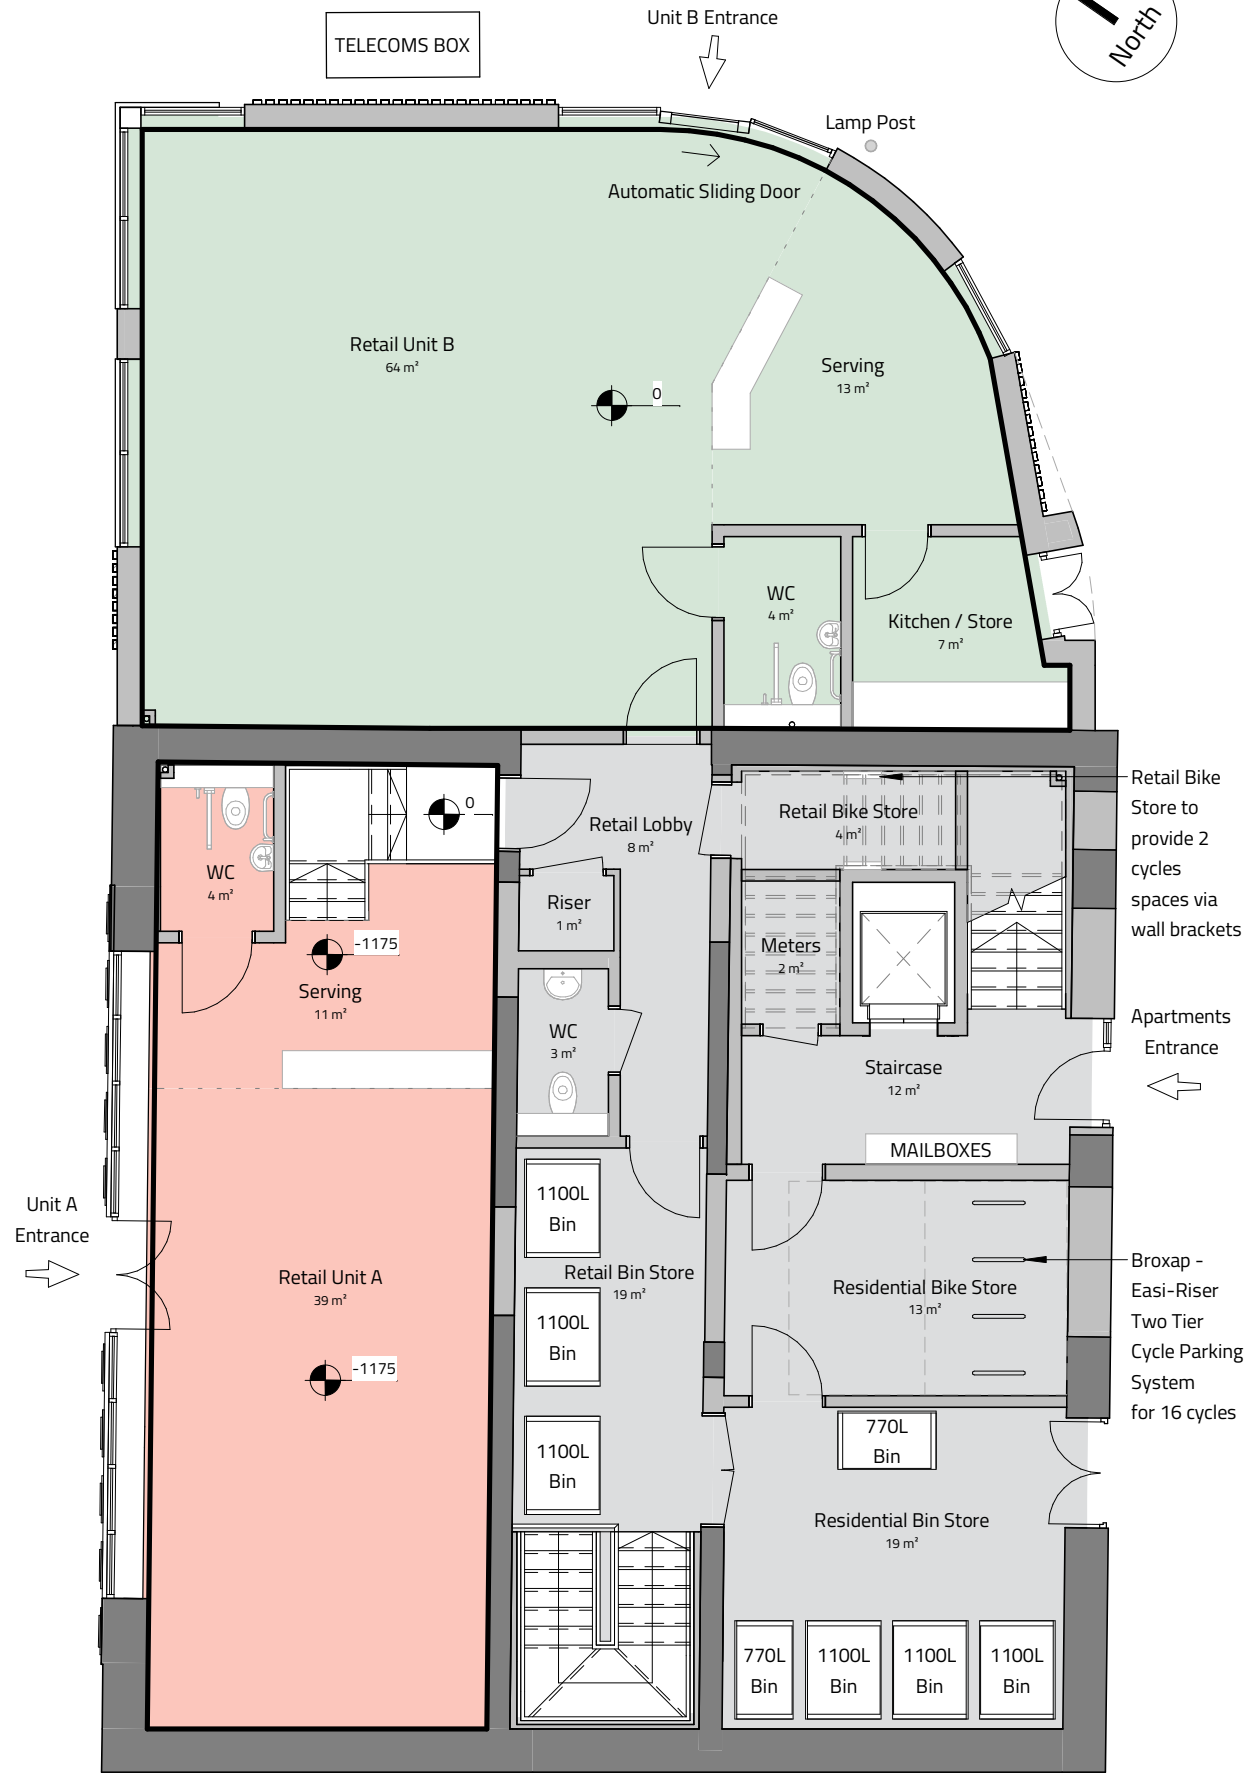 Unit B Entrance
North
TELECOMS BOX
Lamp Post
Automatic Sliding Door
Retail Unit B
64 m²
0
Serving
13 m²
WC
4 m²
Kitchen / Store
7 m²
0
Retail Lobby
8 m²
Retail Bike Store
4 m²
Retail Bike
Store to
provide 2
cycles
spaces via
wall brackets
WC
4 m²
Riser
1 m²
-1175
Serving
11 m²
Meters
2 m²
WC
3 m²
Staircase
12 m²
Apartments
Entrance
MAILBOXES
Unit A
Entrance
1100L
Bin
Retail Unit A
39 m²
Retail Bin Store
19 m²
1100L
Bin
Residential Bike Store
13 m²
Broxap -
Easi-Riser
Two Tier
Cycle Parking
System
for 16 cycles
-1175
1100L
Bin
770L
Bin
Residential Bin Store
19 m²
770L
Bin
1100L
Bin
1100L
Bin
1100L
Bin